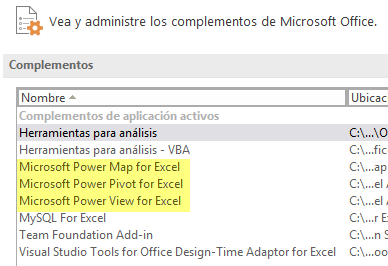 Vea y administre los complementos de Microsoft Office.
Complementos
Nombre Ubicac
Complementos de aplicación activos
Herramientas para análisis C:\...\O
Herramientas para análisis - VBA C:\...fic
Microsoft Power Map for Excel C:\...ap
Microsoft Power Pivot for Excel C:\...el A
Microsoft Power View for Excel C:\...el A
MySQL For Excel C:\...r E
Team Foundation Add-in C:\...o S
Visual Studio Tools for Office Design-Time Adaptor for Excel C:\...oo